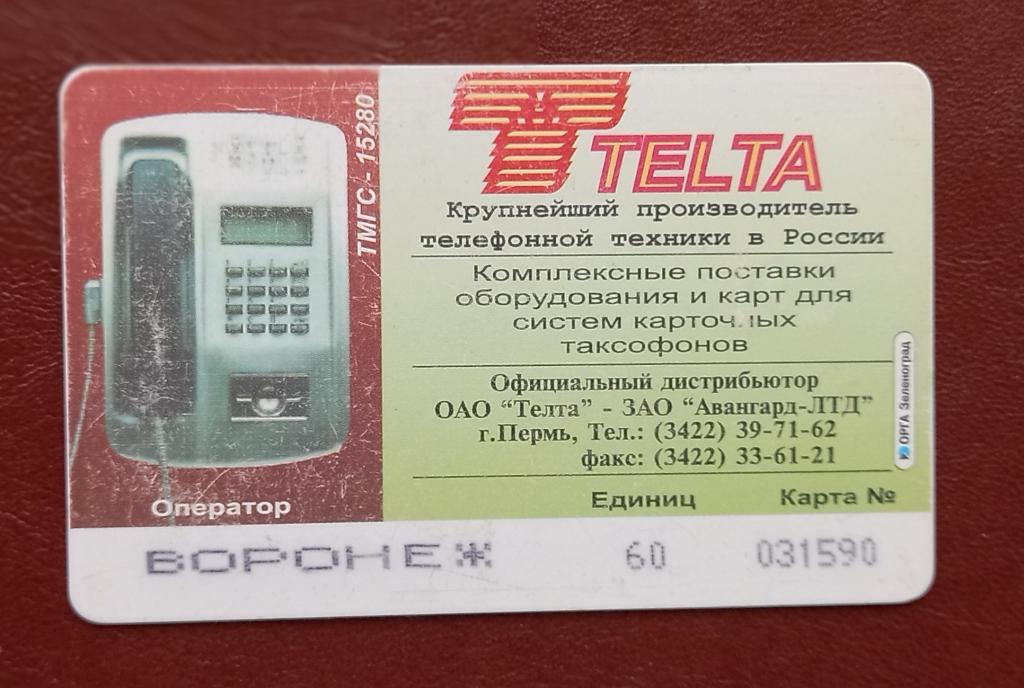 ТМГС - 15280
TELTA
Крупнейший производитель
телефонной техники в России
Комплексные поставки
оборудования и карт для
систем карточных
таксофонов
Официальный дистрибьютор
ОАО "Телта" - ЗАО "Авангард-ЛТД"
г.Пермь, Тел.: (3422) 39-71-62
факс: (3422) 33-61-21
ОРГА Зеленоград
Оператор Единиц Карта №
ВОРОНЕЖ 60 031590